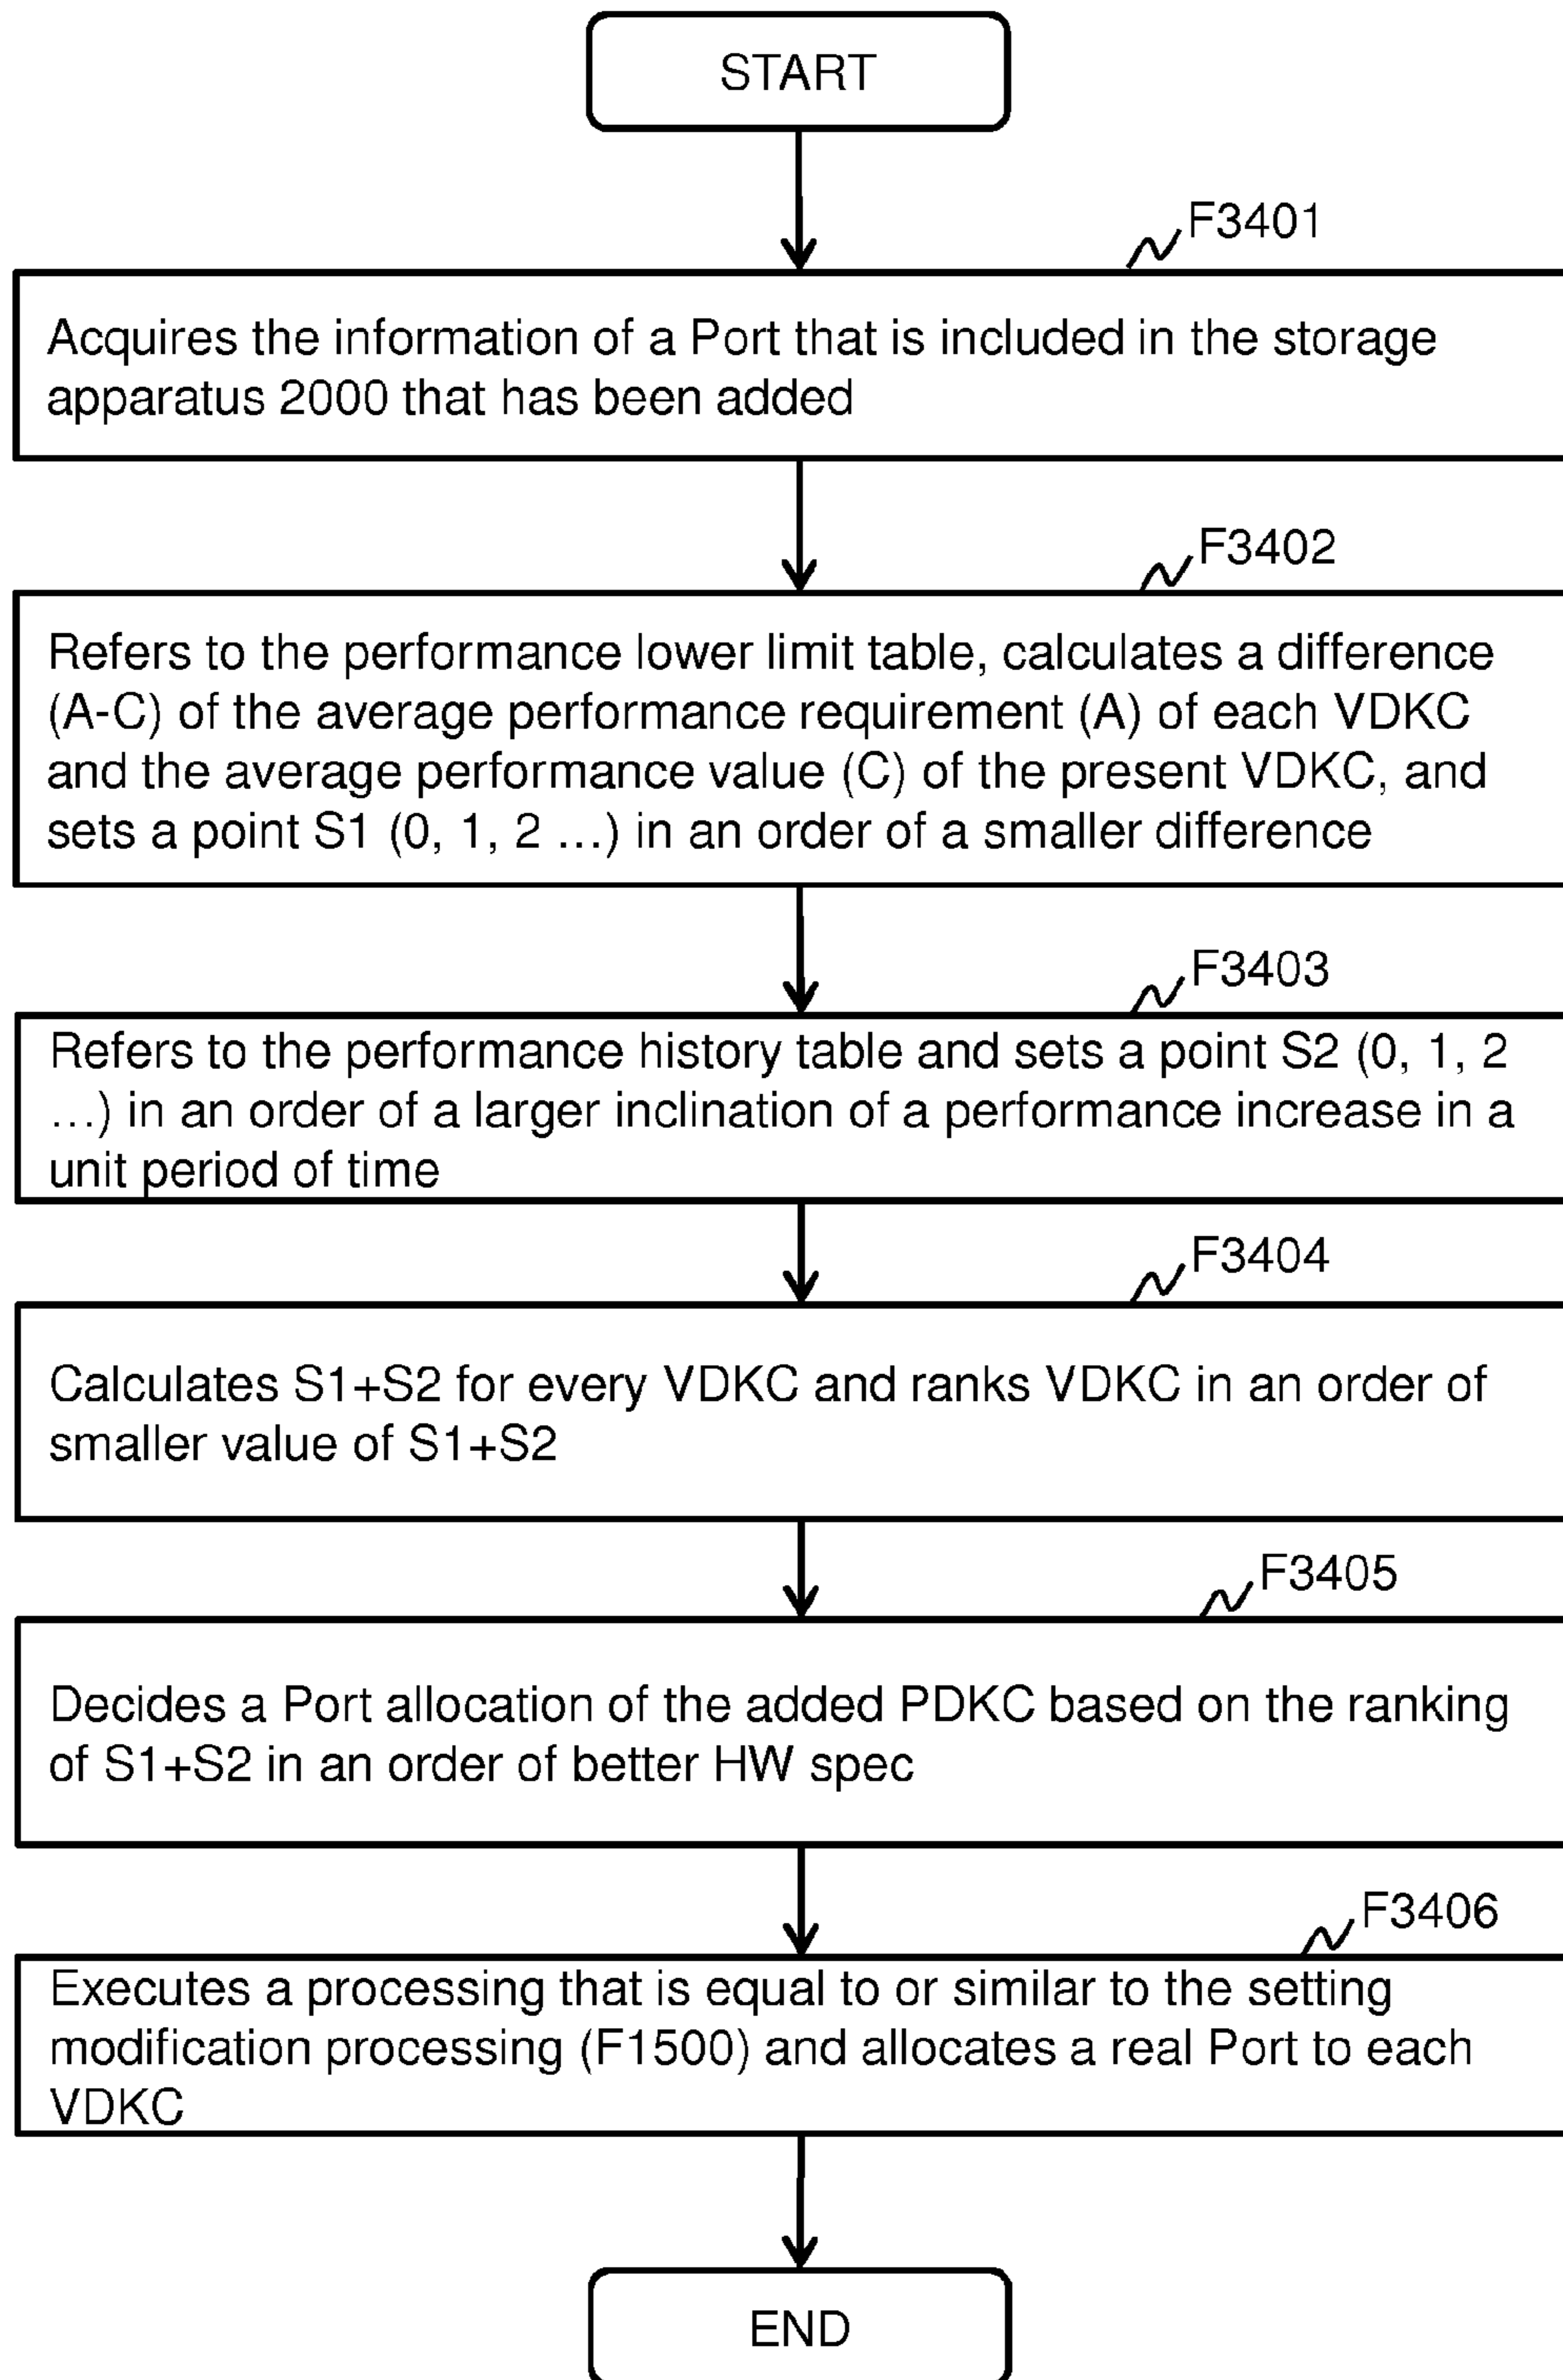 START
F3401
Acquires the information of a Port that is included in the storage
apparatus 2000 that has been added
F3402
Refers to the performance lower limit table, calculates a difference
(A-C) of the average performance requirement (A) of each VDKC
and the average performance value (C) of the present VDKC, and
sets a point S1 (0, 1, 2 ...) in an order of a smaller difference
F3403
Refers to the performance history table and sets a point S2 (0, 1, 2
...) in an order of a larger inclination of a performance increase in a
unit period of time
F3404
Calculates S1+S2 for every VDKC and ranks VDKC in an order of
smaller value of S1+S2
F3405
Decides a Port allocation of the added PDKC based on the ranking
of S1+S2 in an order of better HW spec
F3406
Executes a processing that is equal to or similar to the setting
modification processing (F1500) and allocates a real Port to each
VDKC
END